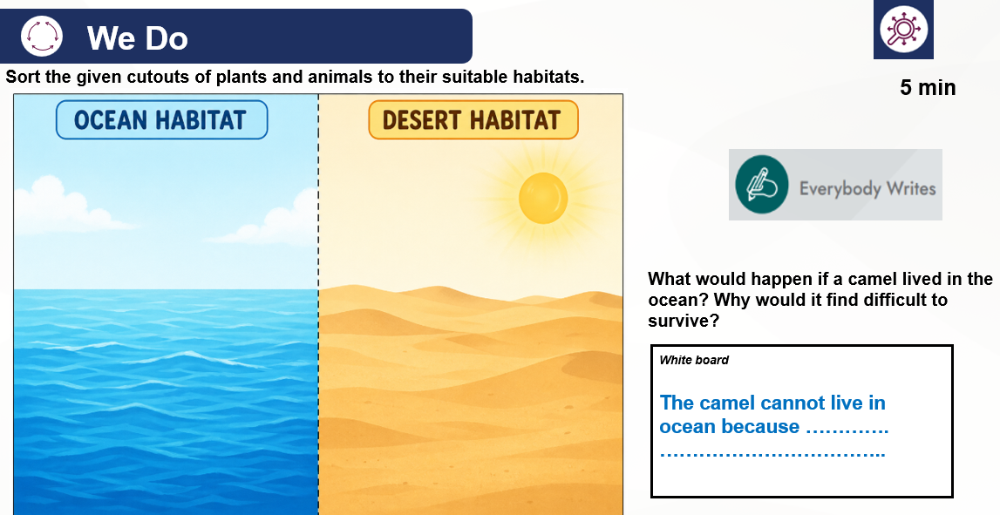 We Do
Sort the given cutouts of plants and animals to their suitable habitats.
5 min
OCEAN HABITAT
DESERT HABITAT
Everybody Writes
What would happen if a camel lived in the
ocean? Why would it find difficult to
survive?
White board
The camel cannot live in
ocean because ………….
……………………………...